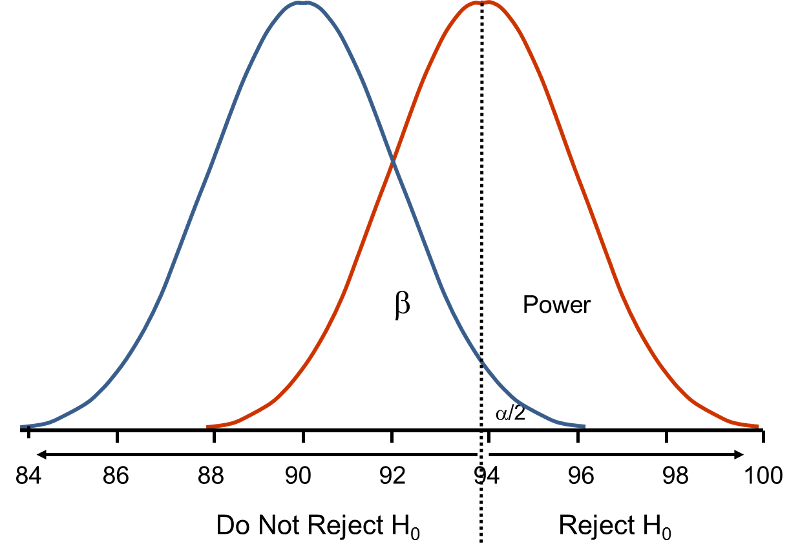 β
Power
α/2
84 86 88 90 92 94 96 98 100
Do Not Reject H₀ Reject H₀